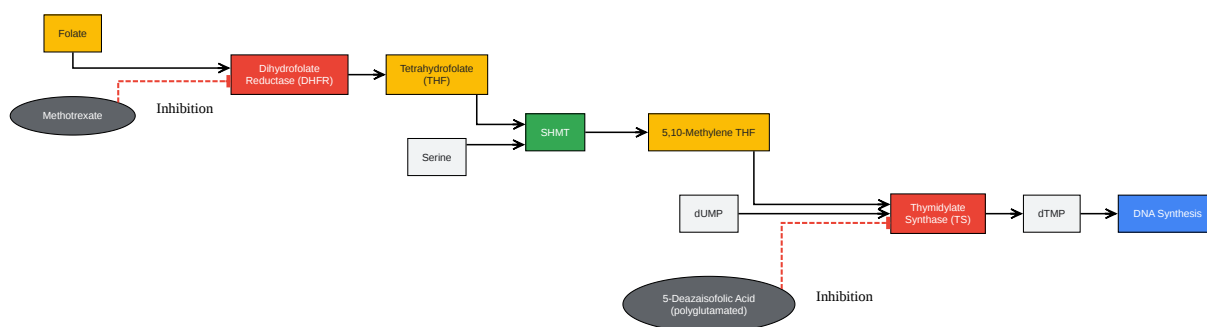 Folate
Dihydrofolate
Reductase (DHFR)
Tetrahydrofolate
(THF)
Methotrexate
Inhibition
SHMT
5,10-Methylene THF
Serine
dUMP
Thymidylate
Synthase (TS)
dTMP
DNA Synthesis
5-Deazaisofolic Acid
(polyglutamated)
Inhibition